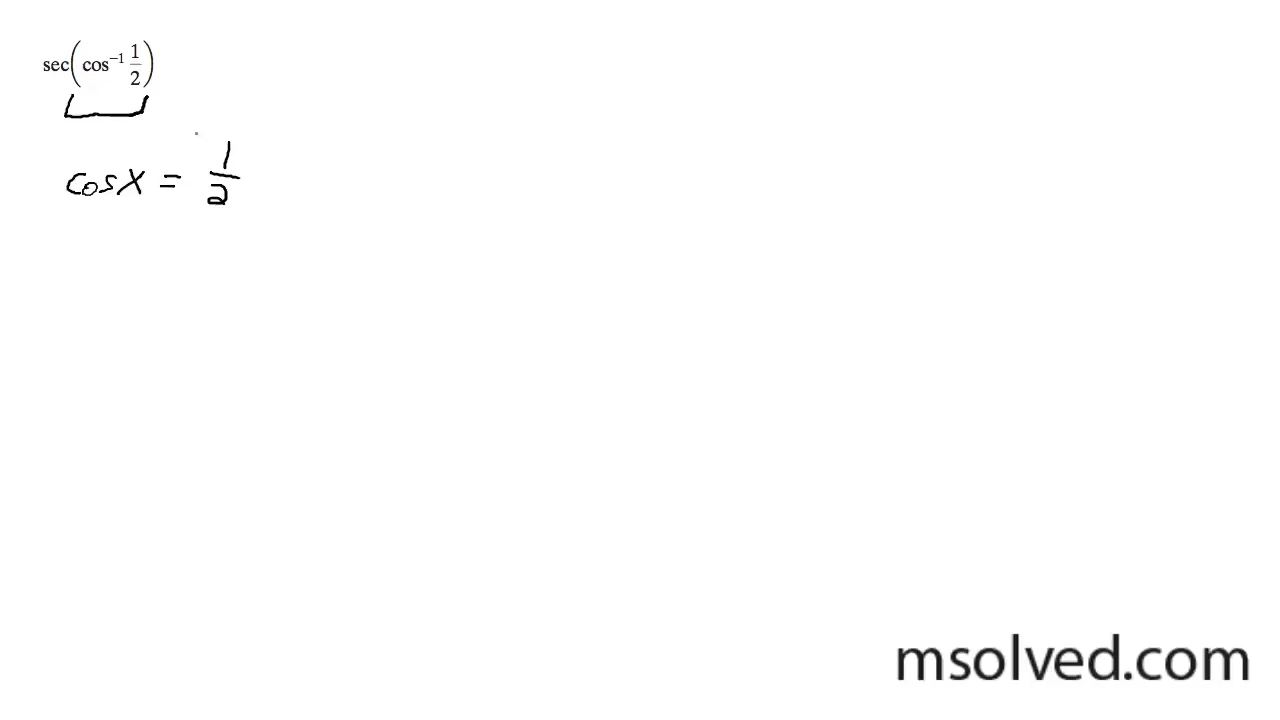 sec(cos⁻¹ 1/2)
cosx = 1/2
msolved.com